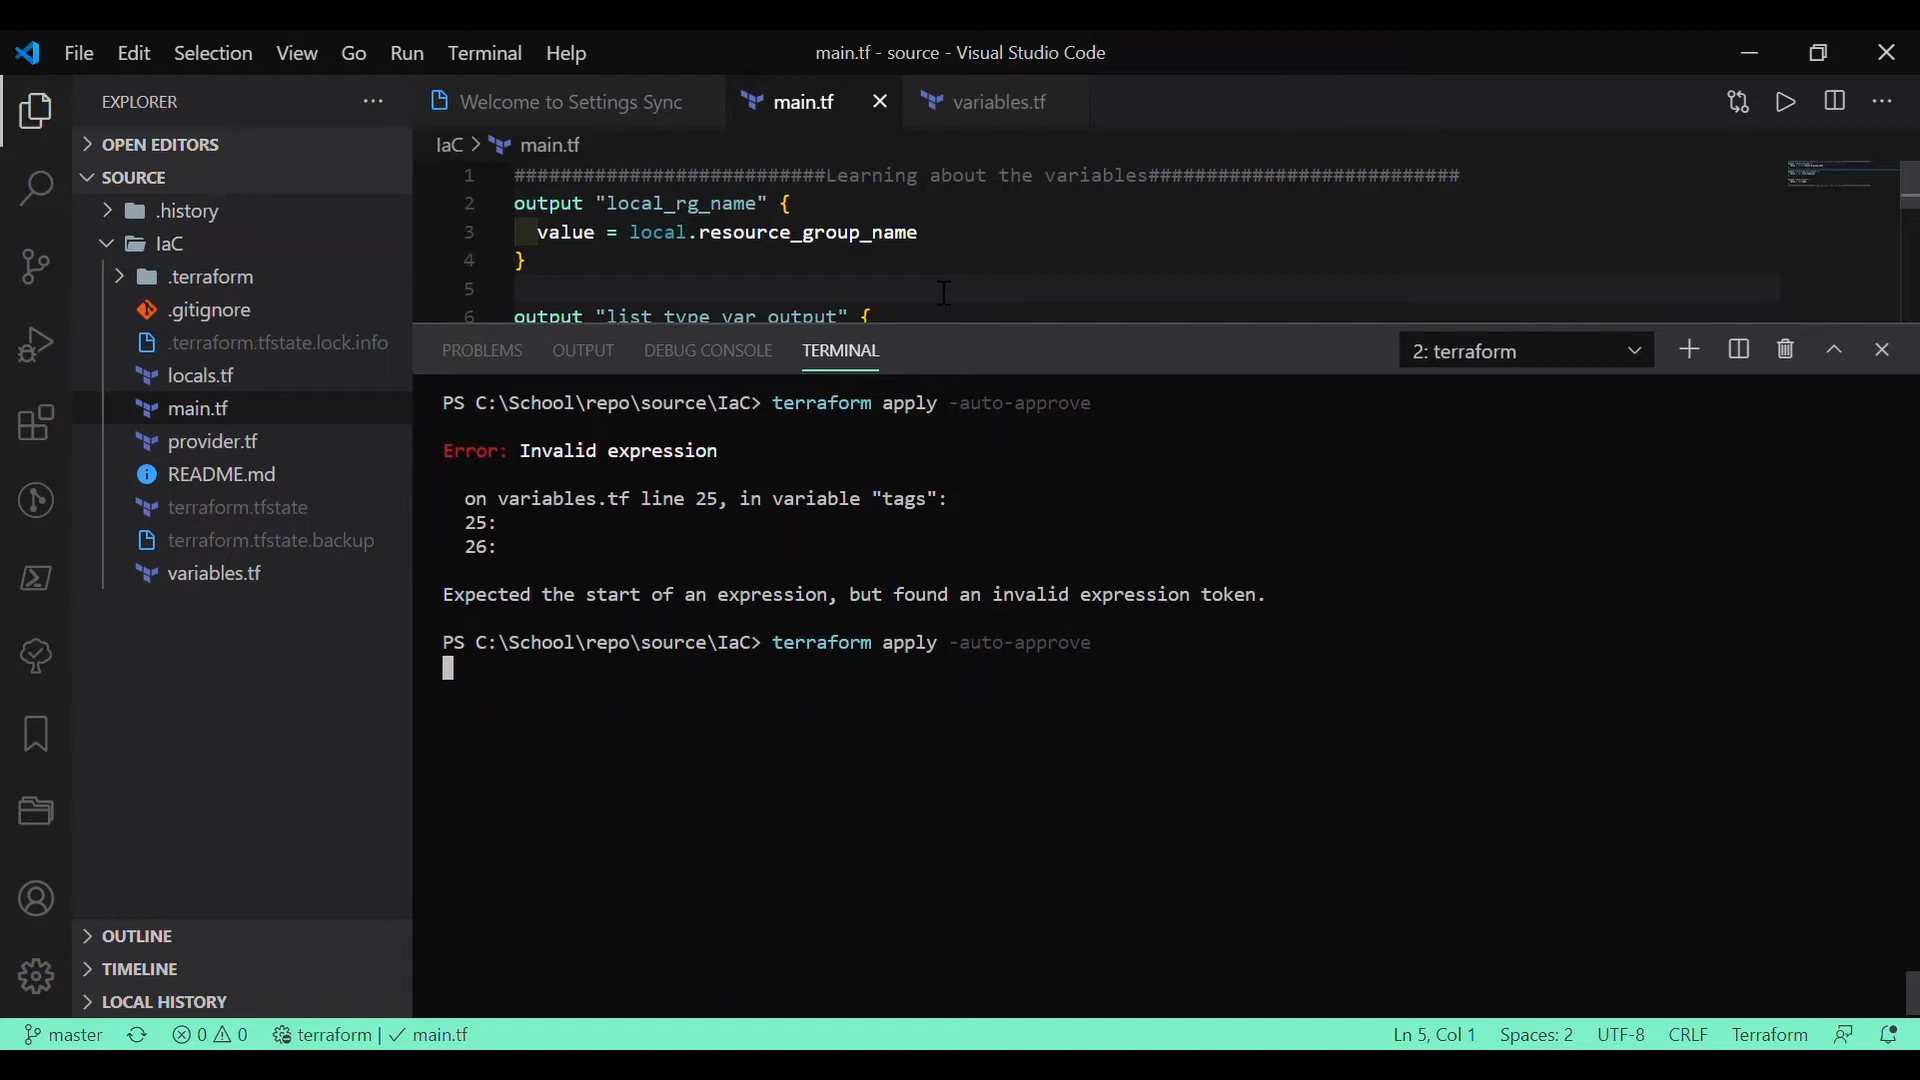 File Edit Selection View Go Run Terminal Help
main.tf - source - Visual Studio Code
EXPLORER
OPEN EDITORS
SOURCE
.history
IaC
.terraform
.gitignore
.terraform.tfstate.lock.info
locals.tf
main.tf
provider.tf
README.md
terraform.tfstate
terraform.tfstate.backup
variables.tf
OUTLINE
TIMELINE
LOCAL HISTORY
Welcome to Settings Sync main.tf variables.tf
IaC > main.tf
1 ###########################Learning about the variables###########################
2 output "local_rg_name" {
3 value = local.resource_group_name
4 }
5
6 output "list_type_var_output" {
PROBLEMS OUTPUT DEBUG CONSOLE TERMINAL
2: terraform
PS C:\School\repo\source\IaC> terraform apply -auto-approve
Error: Invalid expression
on variables.tf line 25, in variable "tags":
25:
26:
Expected the start of an expression, but found an invalid expression token.
PS C:\School\repo\source\IaC> terraform apply -auto-approve
master 0 0 terraform | ✓ main.tf
Ln 5, Col 1 Spaces: 2 UTF-8 CRLF Terraform